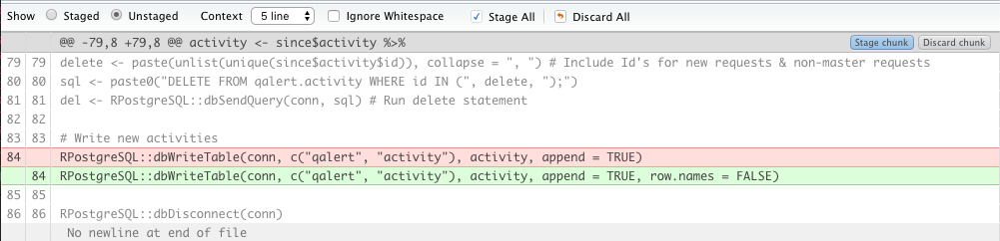 Show Staged Unstaged Context 5 line Ignore Whitespace Stage All Discard All
@@ -79,8 +79,8 @@ activity <- since$activity %>% Stage chunk Discard chunk
79 79 delete <- paste(unlist(unique(since$activity$id)), collapse = ", ") # Include Id's for new requests & non-master requests
80 80 sql <- paste0("DELETE FROM qalert.activity WHERE id IN (", delete, ");")
81 81 del <- RPostgreSQL::dbSendQuery(conn, sql) # Run delete statement
82 82
83 83 # Write new activities
84 RPostgreSQL::dbWriteTable(conn, c("qalert", "activity"), activity, append = TRUE)
84 RPostgreSQL::dbWriteTable(conn, c("qalert", "activity"), activity, append = TRUE, row.names = FALSE)
85 85
86 86 RPostgreSQL::dbDisconnect(conn)
No newline at end of file